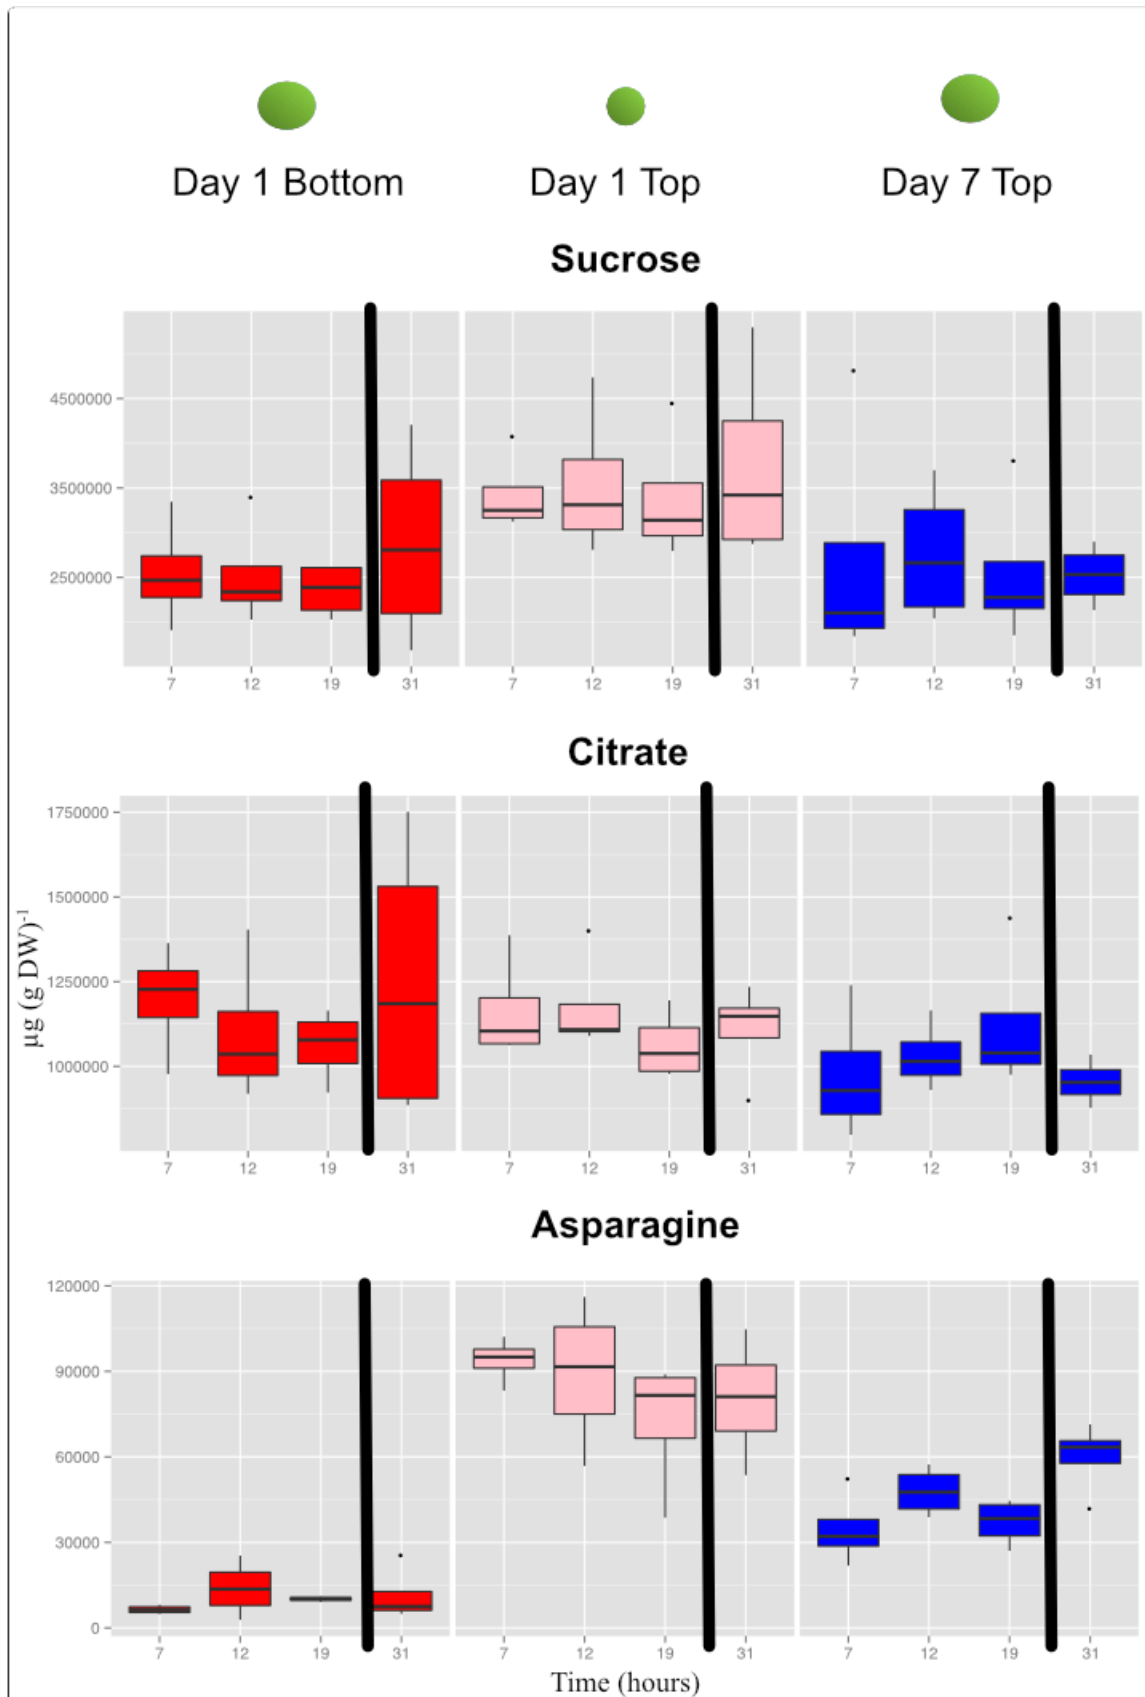 Day 1 Bottom Day 1 Top Day 7 Top
Sucrose
4500000
3500000
2500000
7 12 19 31 7 12 19 31 7 12 19 31
Citrate
1750000
1500000
1250000
1000000
7 12 19 31 7 12 19 31 7 12 19 31
µg (g DW)⁻¹
Asparagine
120000
90000
60000
30000
0
7 12 19 31 7 12 19 31 7 12 19 31
Time (hours)